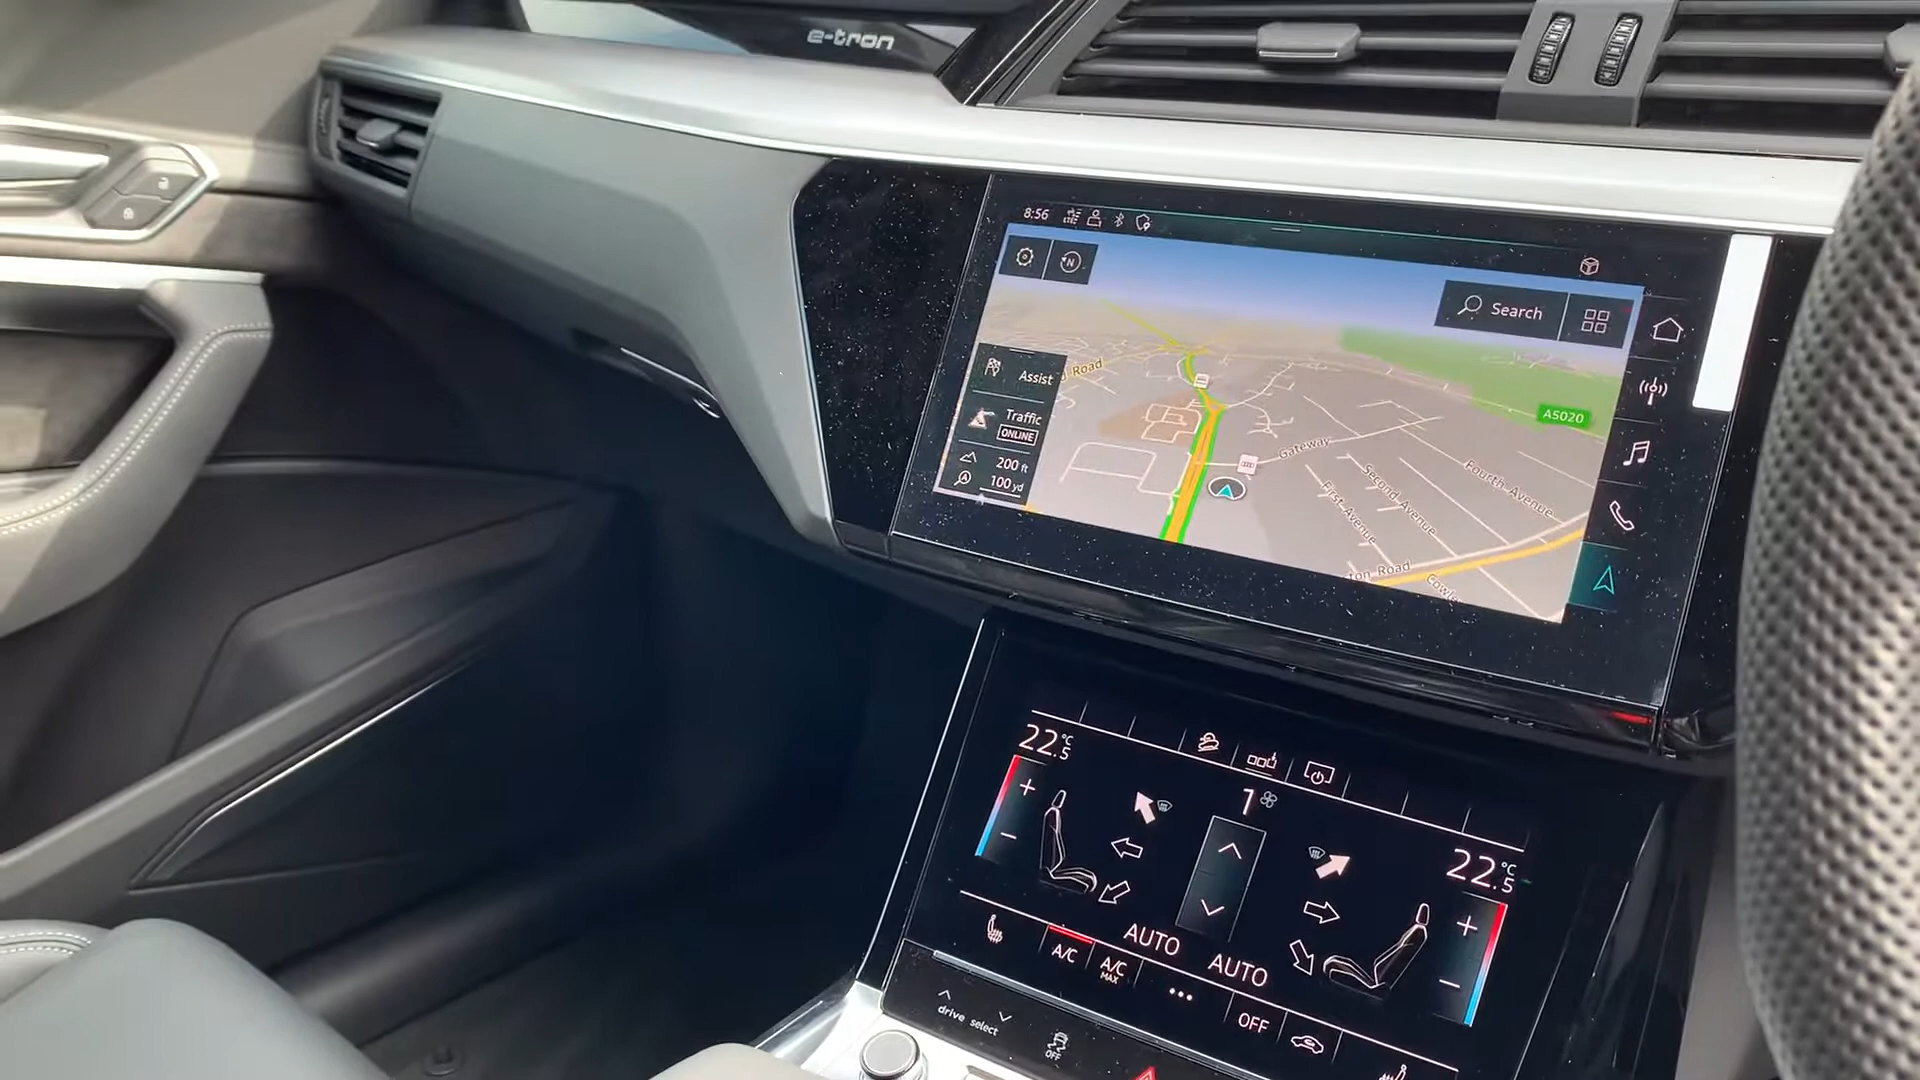 e-tron
8:56
N
Search
Assist
Road
Traffic
ONLINE
200 ft
100 yd
A5020
Gateway
Fourth Avenue
Second Avenue
First Avenue
ton Road
22.5 °C
1
22.5 °C
A/C
A/C
MAX
AUTO
AUTO
OFF
drive select
OFF